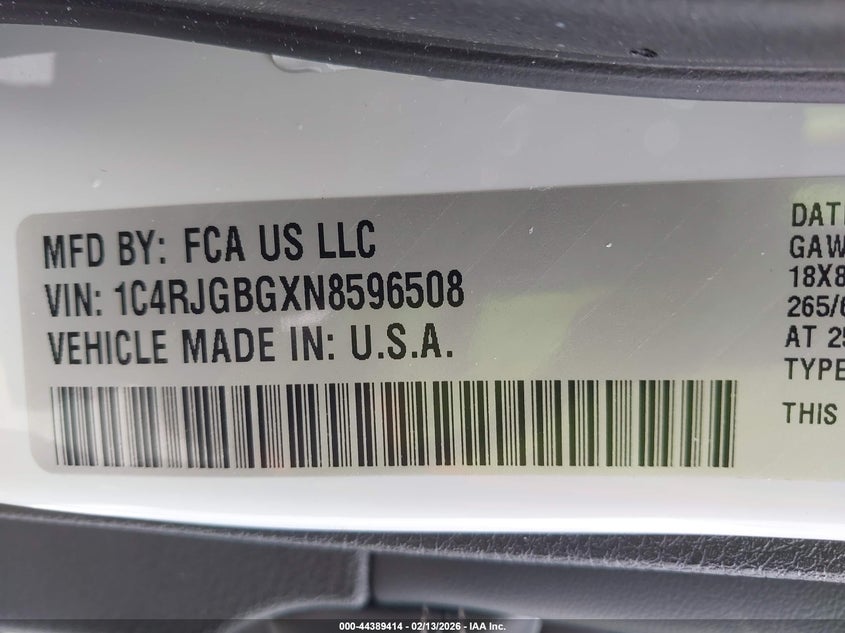 MFD BY: FCA US LLC
VIN: 1C4RJGBGXN8596508
VEHICLE MADE IN: U.S.A.
DAT
GAW
18X8
265/6
AT 25
TYPE
THIS
000-44389414 | 02/13/2026 - IAA Inc.